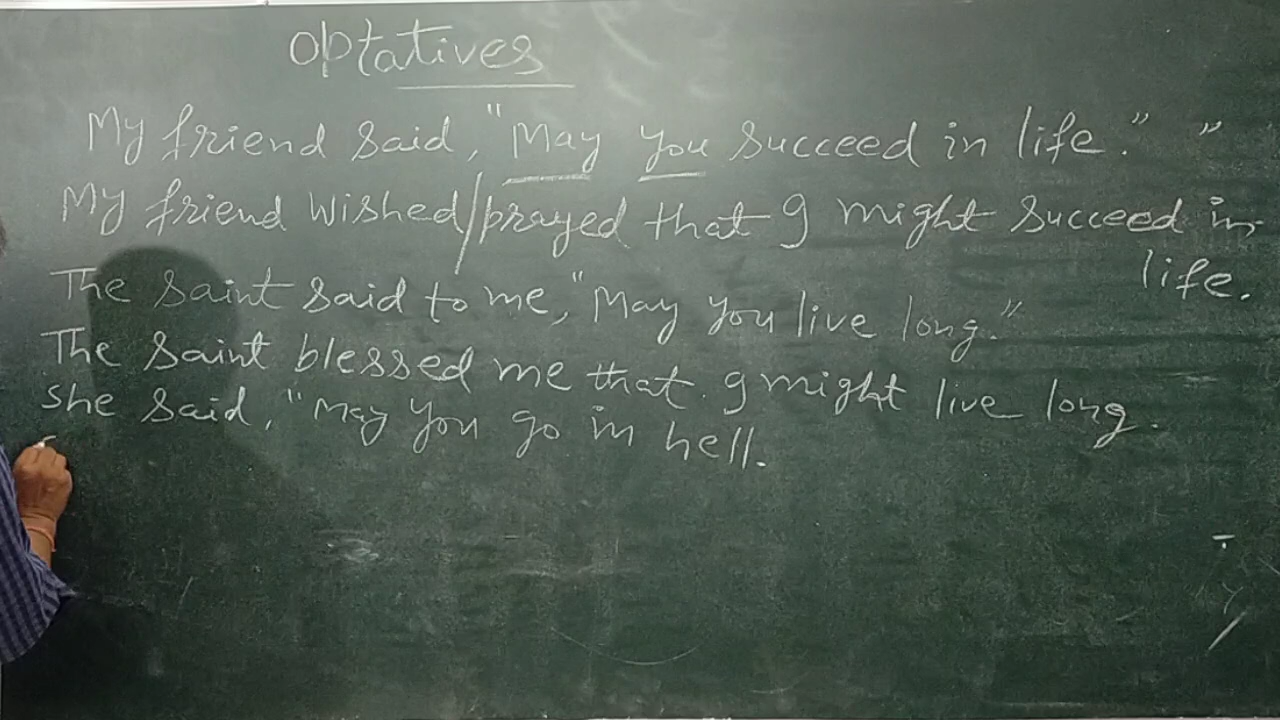 Optatives
My friend said, "May you succeed in life." "
My friend wished/prayed that I might succeed in
life.
The saint said to me, "May you live long."
The saint blessed me that I might live long.
She said, "May you go in hell.